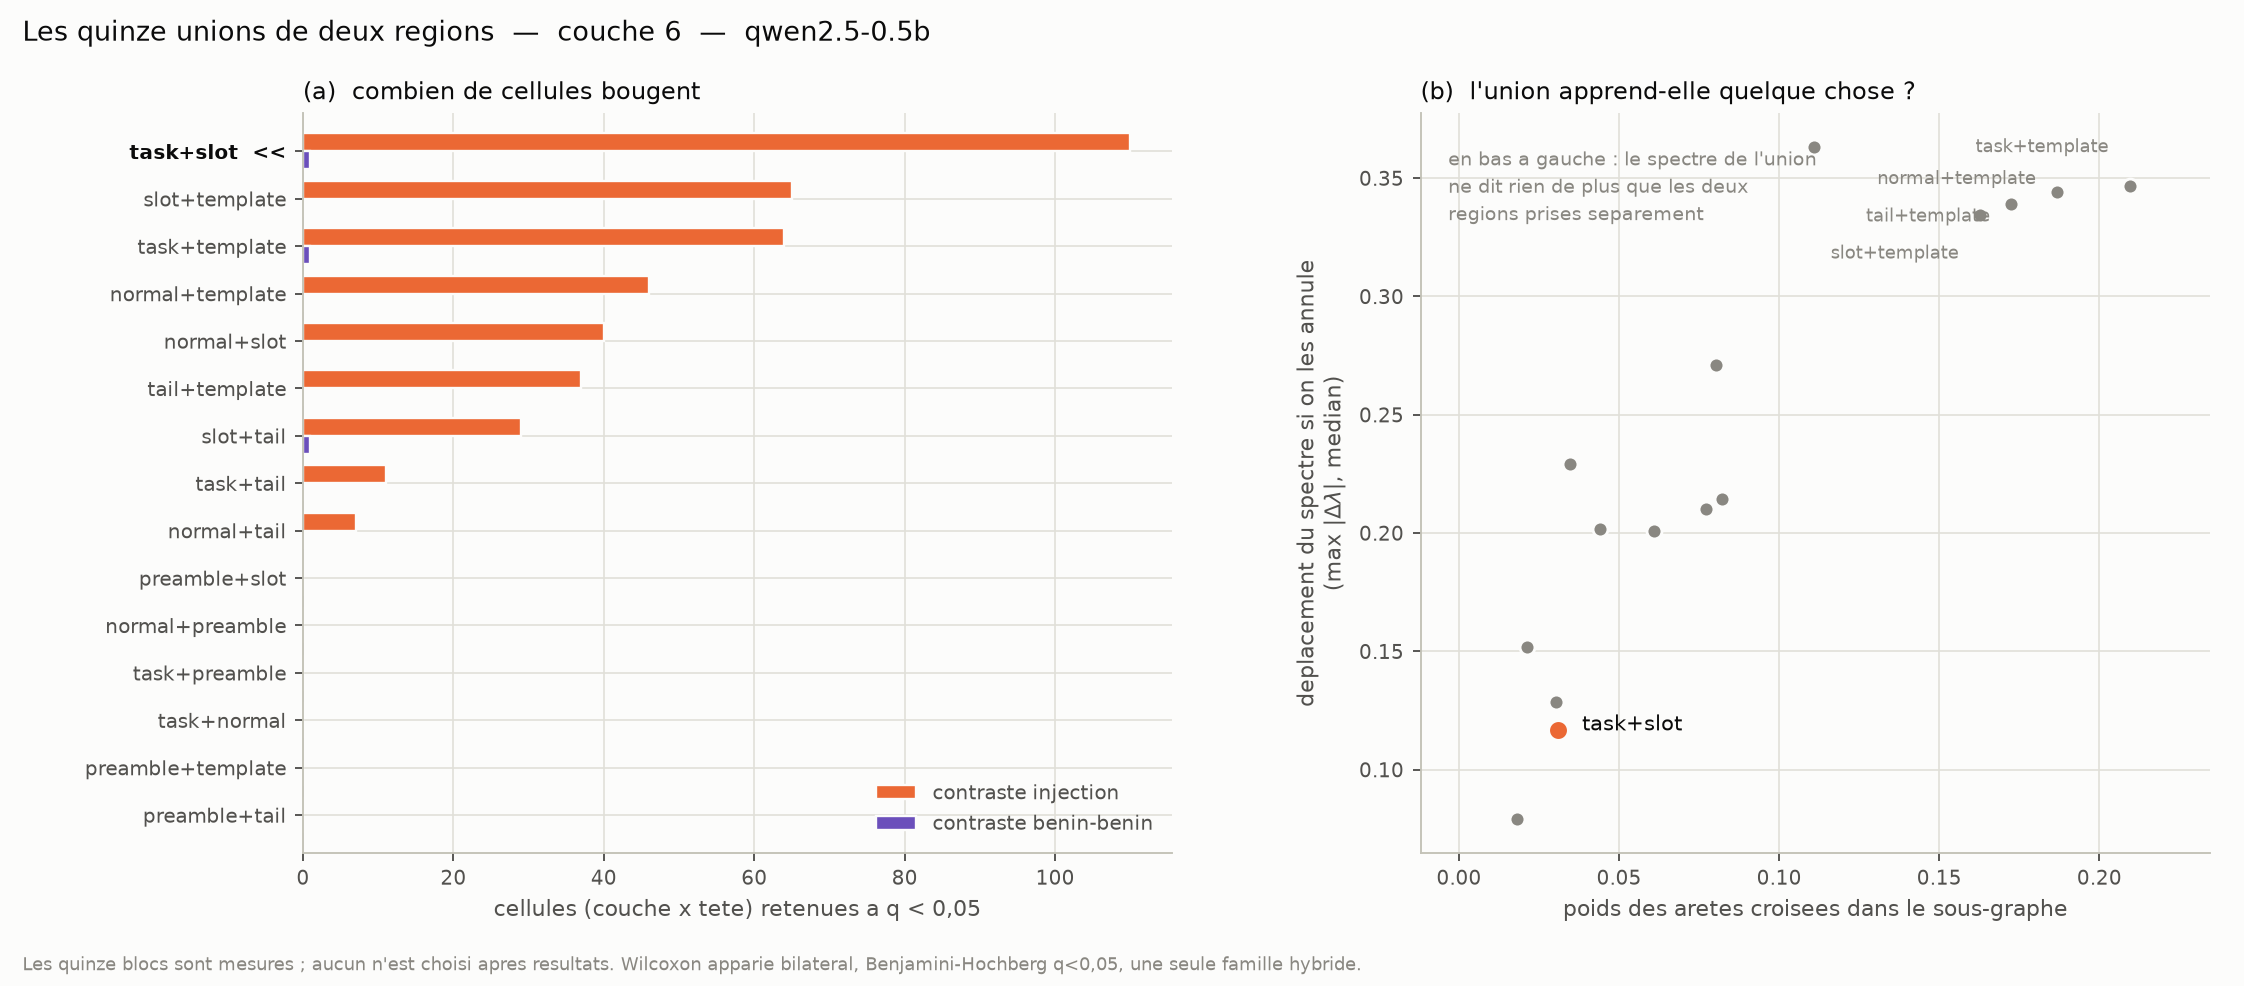 Les quinze unions de deux regions — couche 6 — qwen2.5-0.5b
(a) combien de cellules bougent
task+slot <<
slot+template
task+template
normal+template
normal+slot
tail+template
slot+tail
task+tail
normal+tail
preamble+slot
normal+preamble
task+preamble
task+normal
preamble+template
preamble+tail
contraste injection
contraste benin-benin
0 20 40 60 80 100
cellules (couche x tete) retenues a q < 0,05
(b) l'union apprend-elle quelque chose ?
deplacement du spectre si on les annule
(max |Δλ|, median)
0.35
0.30
0.25
0.20
0.15
0.10
en bas a gauche : le spectre de l'union
ne dit rien de plus que les deux
regions prises separement
task+template
normal+template
tail+template
slot+template
task+slot
0.00 0.05 0.10 0.15 0.20
poids des aretes croisees dans le sous-graphe
Les quinze blocs sont mesures ; aucun n'est choisi apres resultats. Wilcoxon apparie bilateral, Benjamini-Hochberg q<0,05, une seule famille hybride.